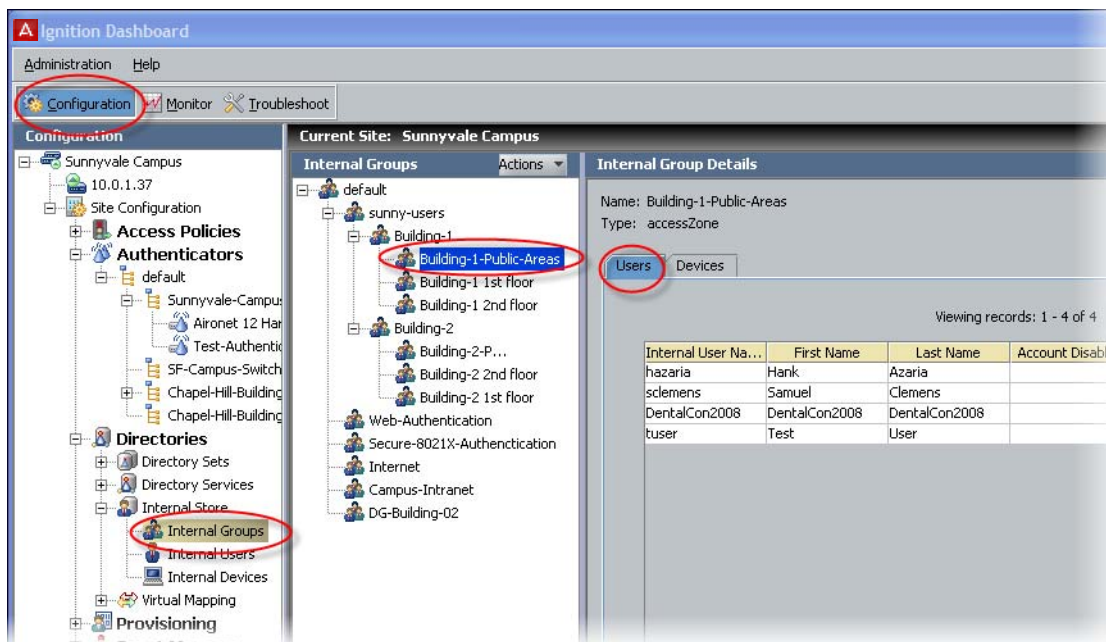 Ignition Dashboard
Administration Help
Configuration Monitor Troubleshoot
Configuration
Sunnyvale Campus
10.0.1.37
Site Configuration
Access Policies
Authenticators
default
Sunnyvale-Campu
Aironet 12 Har
Test-Authentic
SF-Campus-Switch
Chapel-Hill-Building
Chapel-Hill-Building
Directories
Directory Sets
Directory Services
Internal Store
Internal Groups
Internal Users
Internal Devices
Virtual Mapping
Provisioning
Current Site: Sunnyvale Campus
Internal Groups Actions
default
sunny-users
Building-1
Building-1-Public-Areas
Building-1 1st floor
Building-1 2nd floor
Building-2
Building-2-P...
Building-2 2nd floor
Building-2 1st floor
Web-Authentication
Secure-8021X-Authenctication
Internet
Campus-Intranet
DG-Building-02
Internal Group Details
Name: Building-1-Public-Areas
Type: accessZone
Users Devices
Viewing records: 1 - 4 of 4
Internal User Na... First Name Last Name Account Disabl
hazaria Hank Azaria
sclemens Samuel Clemens
DentalCon2008 DentalCon2008 DentalCon2008
tuser Test User